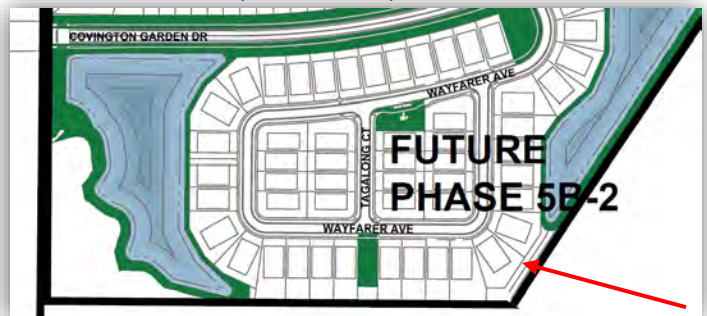 COVINGTON GARDEN DR
WAYFARER AVE
TAGALONG CT
FUTURE
PHASE 5B-2
WAYFARER AVE